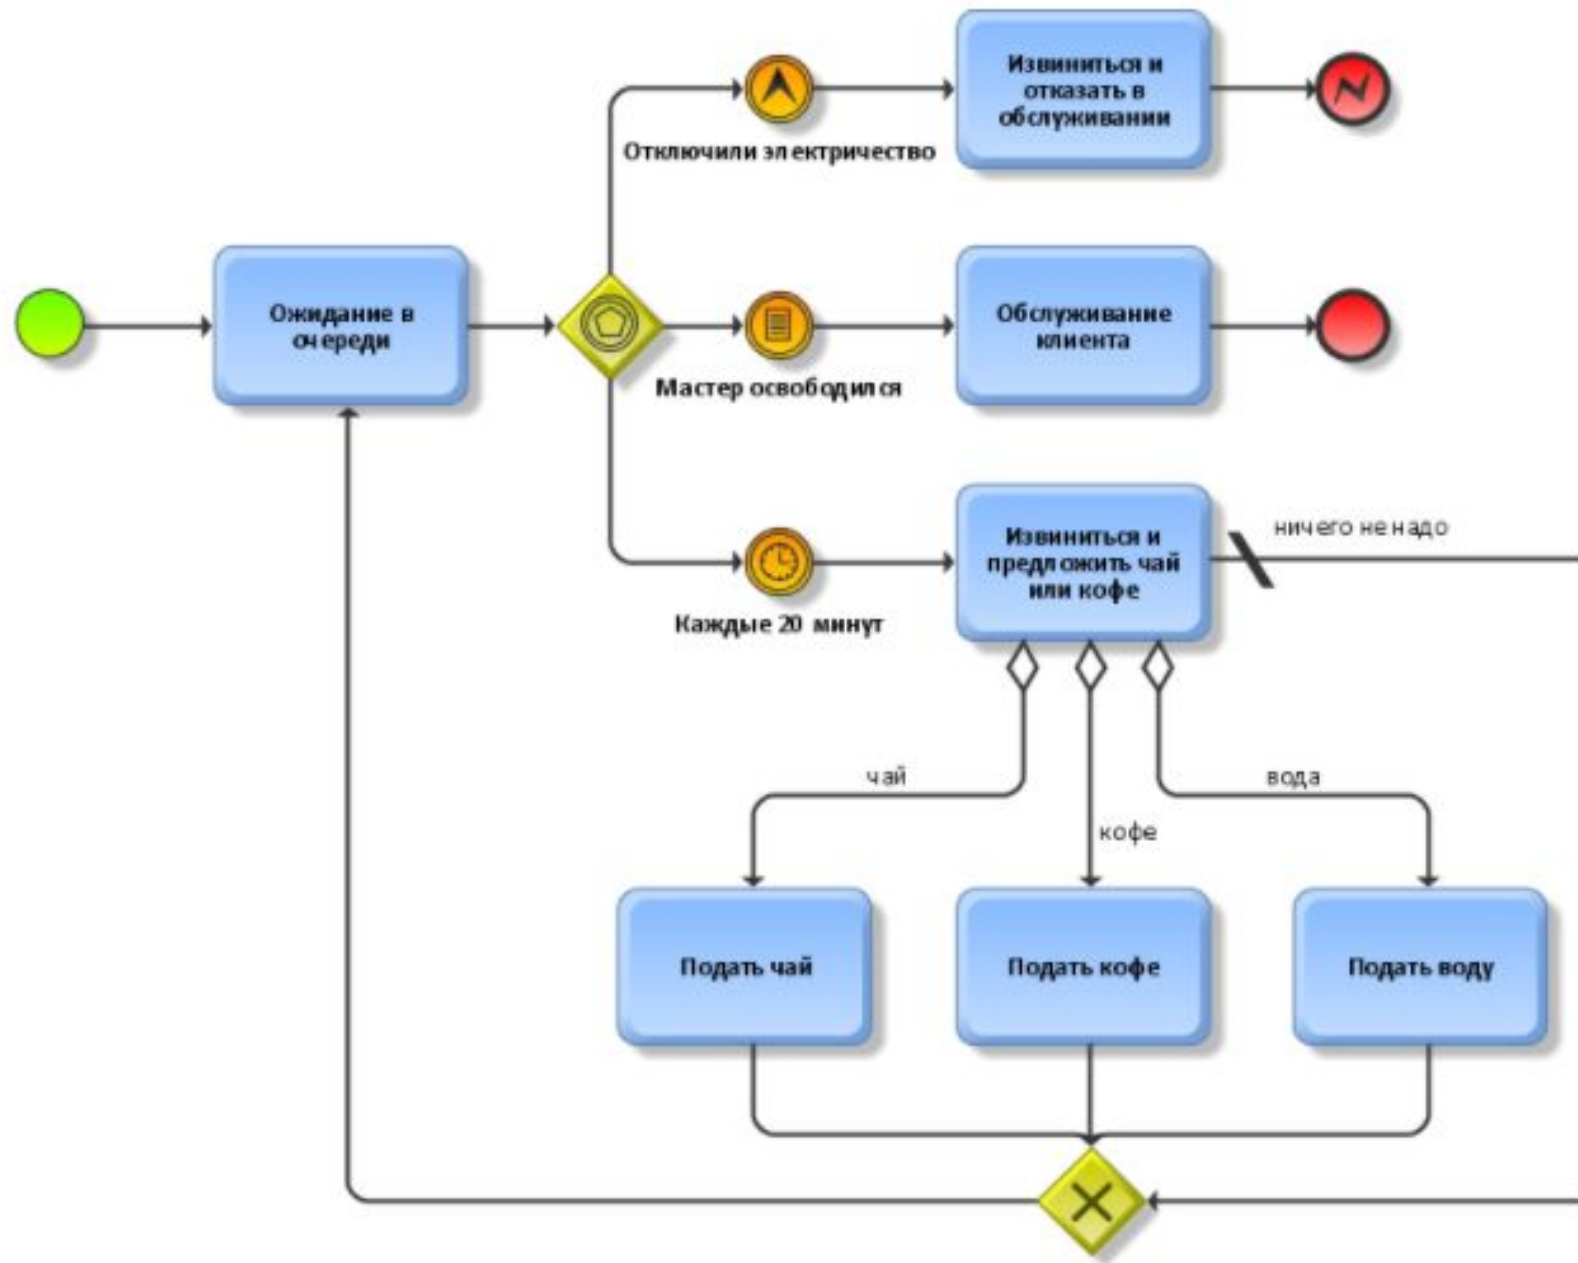 Извиниться и
отказать в
обслуживании
Отключили электричество
Ожидание в
очереди
Обслуживание
клиента
Мастер освободился
Извиниться и
предложить чай
или кофе
ничего не надо
Каждые 20 минут
чай
вода
кофе
Подать чай
Подать кофе
Подать воду